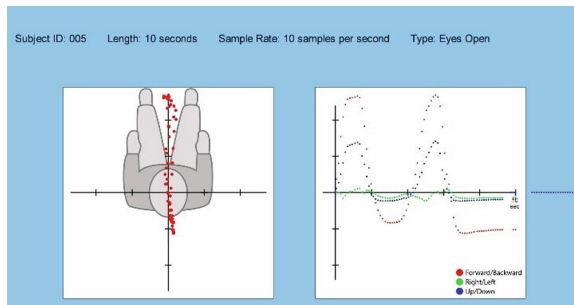 Subject ID: 005 Length: 10 seconds Sample Rate: 10 samples per second Type: Eyes Open
sec
Forward/Backward
Right/Left
Up/Down